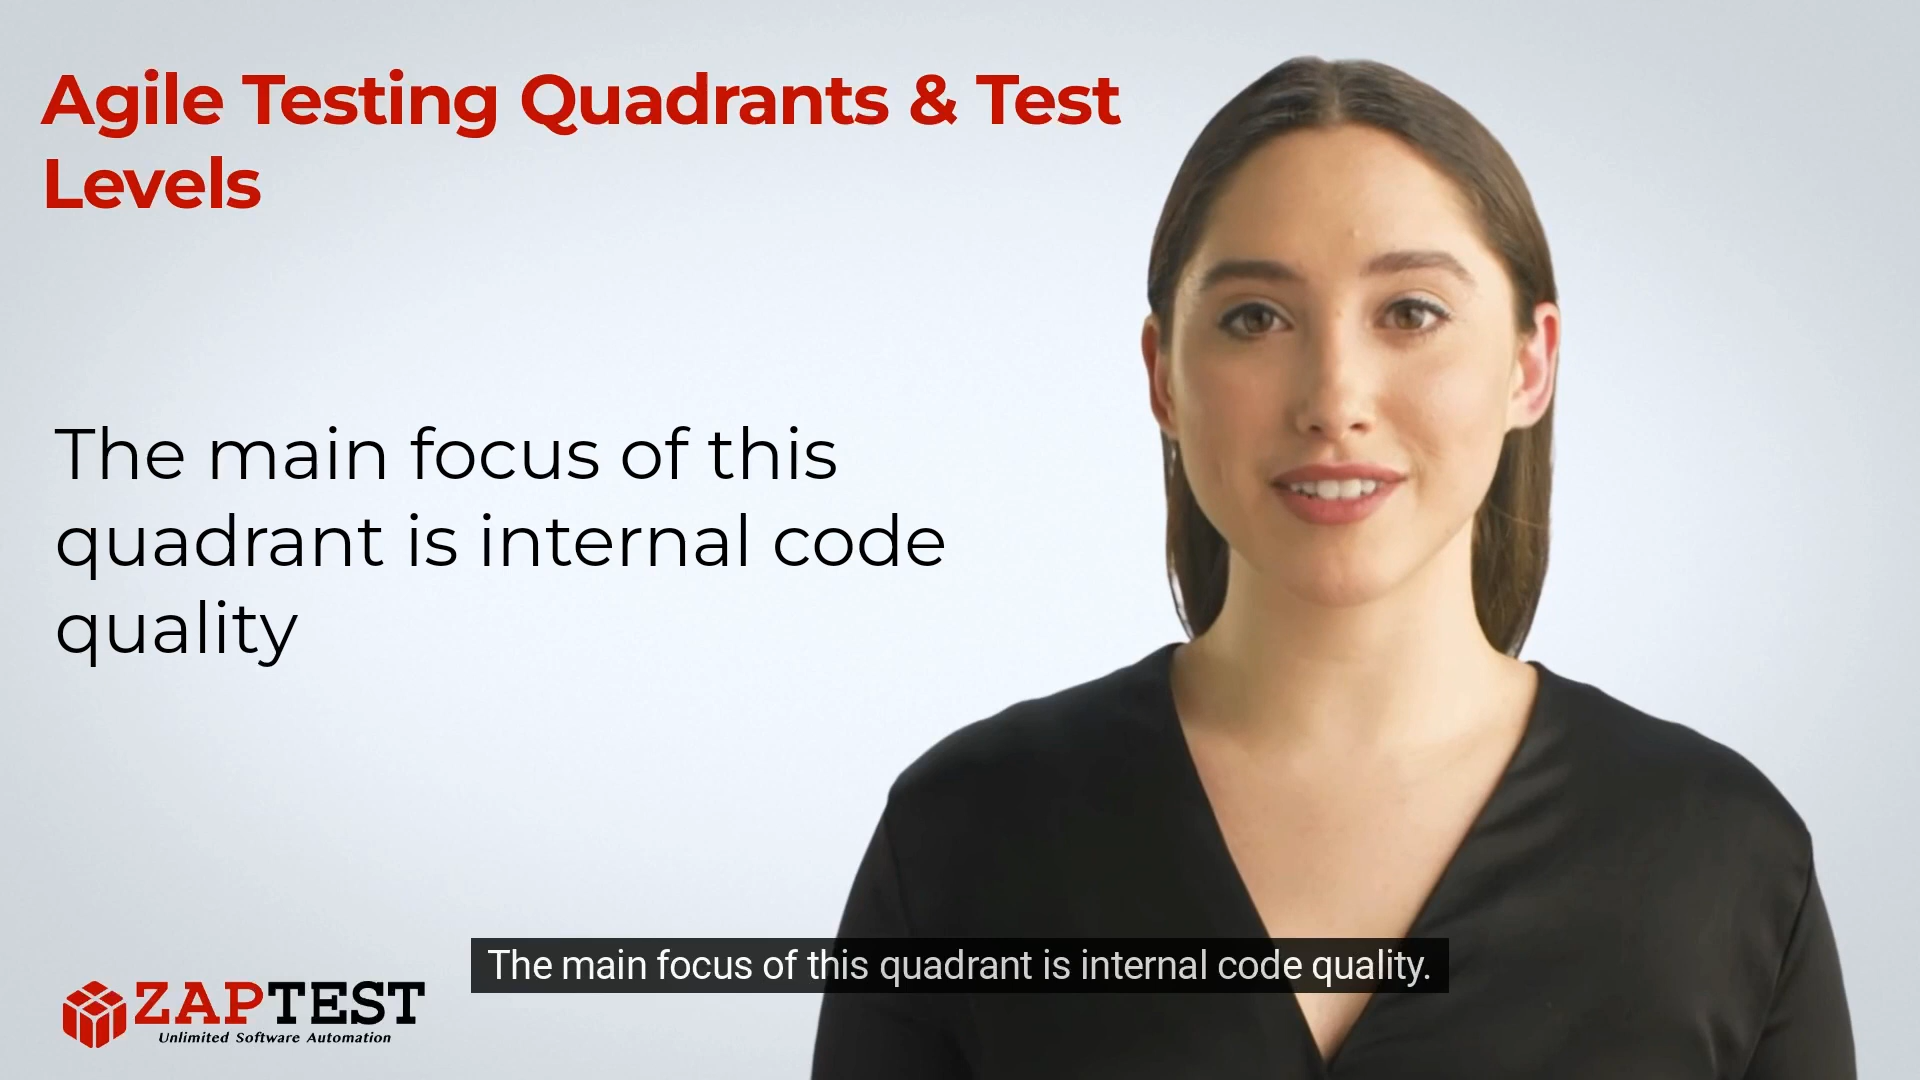 Agile Testing Quadrants & Test
Levels
The main focus of this
quadrant is internal code
quality
The main focus of this quadrant is internal code quality.
ZAPTEST
Unlimited Software Automation